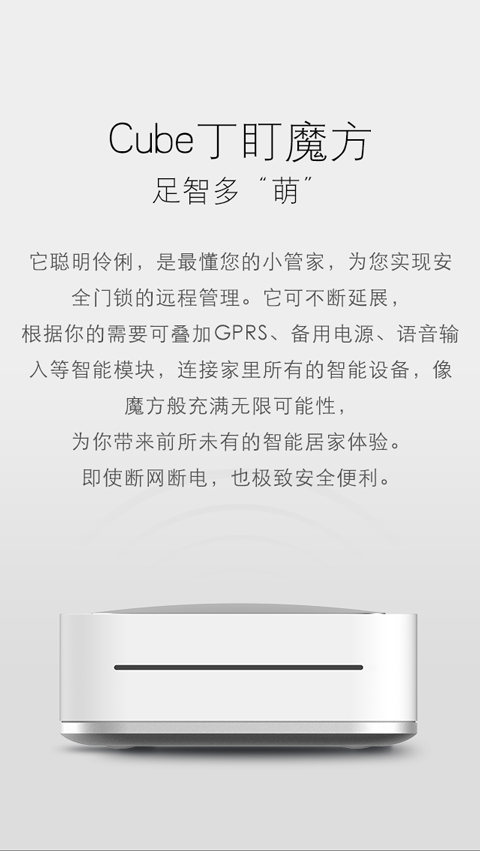 Cube丁盯魔方
足智多“萌”
它聪明伶俐，是最懂您的小管家，为您实现安
全门锁的远程管理。它可不断延展，
根据你的需要可叠加GPRS、备用电源、语音输
入等智能模块，连接家里所有的智能设备，像
魔方般充满无限可能性，
为你带来前所未有的智能居家体验。
即使断网断电，也极致安全便利。